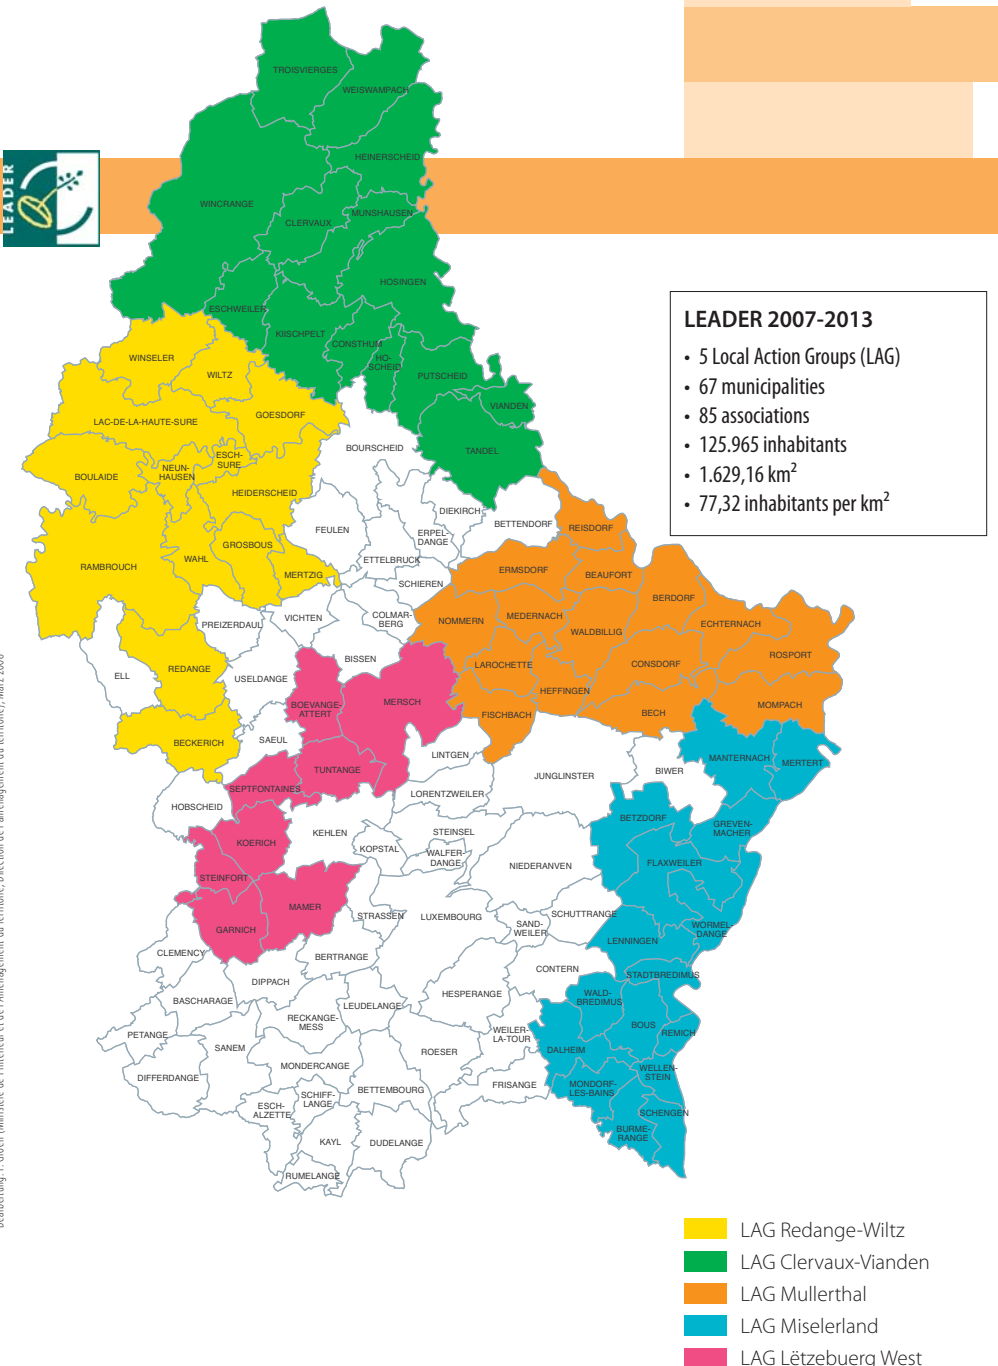 LEADER
TROISVIERGES
WEISWAMPACH
HEINERSCHEID
WINCRANGE
CLERVAUX
MUNSHAUSEN
HOSINGEN
ESCHWEILER
KIISCHPELT
CONSTHUM
HO-
SCHEID
PUTSCHEID
VIANDEN
TANDEL
WINSELER
WILTZ
GOESDORF
LAC-DE-LA-HAUTE-SURE
BOULAIDE
NEUN-
HAUSEN
ESCH-
SURE
HEIDERSCHEID
RAMBROUCH
WAHL
GROSBOUS
MERTZIG
REDANGE
BECKERICH
BOURSCHEID
FEULEN
DIEKIRCH
ERPEL-
DANGE
BETTENDORF
ETTELBRUCK
SCHIEREN
COLMAR-
BERG
PREIZERDAUL
VICHTEN
BISSEN
ELL
USELDANGE
SAEUL
REISDORF
ERMSDORF
BEAUFORT
BERDORF
NOMMERN
MEDERNACH
WALDBILLIG
ECHTERNACH
ROSPORT
LAROCHETTE
CONSDORF
HEFFINGEN
FISCHBACH
BECH
MOMPACH
BOEVANGE-
ATTERT
MERSCH
TUNTANGE
SEPTFONTAINES
KOERICH
STEINFORT
GARNICH
MAMER
HOBSCHEID
KEHLEN
LINTGEN
LORENTZWEILER
JUNGLINSTER
BIWER
KOPSTAL
STEINSEL
WALFER-
DANGE
NIEDERANVEN
STRASSEN
LUXEMBOURG
SAND-
WEILER
SCHUTTRANGE
CLEMENCY
BERTRANGE
CONTERN
DIPPACH
BASCHARAGE
RECKANGE-
MESS
LEUDELANGE
HESPERANGE
PETANGE
SANEM
WEILER-
LA-TOUR
ROESER
DIFFERDANGE
MONDERCANGE
FRISANGE
BETTEMBOURG
ESCH-
ALZETTE
SCHIFF-
LANGE
KAYL
DUDELANGE
RUMELANGE
MANTERNACH
MERTERT
BETZDORF
GREVEN-
MACHER
FLAXWEILER
WORMEL-
DANGE
LENNINGEN
STADTBREDIMUS
WALD-
BREDIMUS
BOUS
REMICH
DALHEIM
WELLEN-
STEIN
MONDORF-
LES-BAINS
SCHENGEN
BURME-
RANGE
LEADER 2007-2013
• 5 Local Action Groups (LAG)
• 67 municipalities
• 85 associations
• 125.965 inhabitants
• 1.629,16 km²
• 77,32 inhabitants per km²
LAG Redange-Wiltz
LAG Clervaux-Vianden
LAG Mullerthal
LAG Miselerland
LAG Lëtzebuerg West